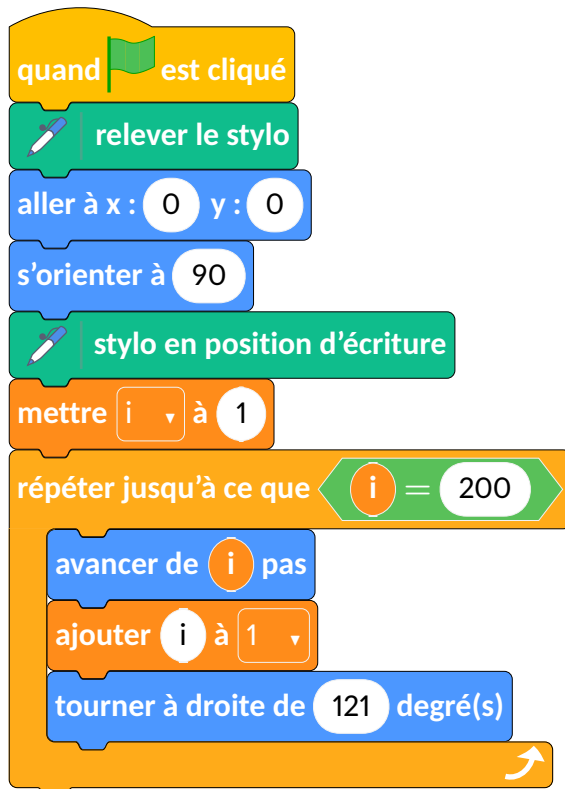 quand est cliqué
relever le stylo
aller à x : 0 y : 0
s’orienter à 90
stylo en position d’écriture
mettre i à 1
répéter jusqu’à ce que i = 200
avancer de i pas
ajouter i à 1
tourner à droite de 121 degré(s)